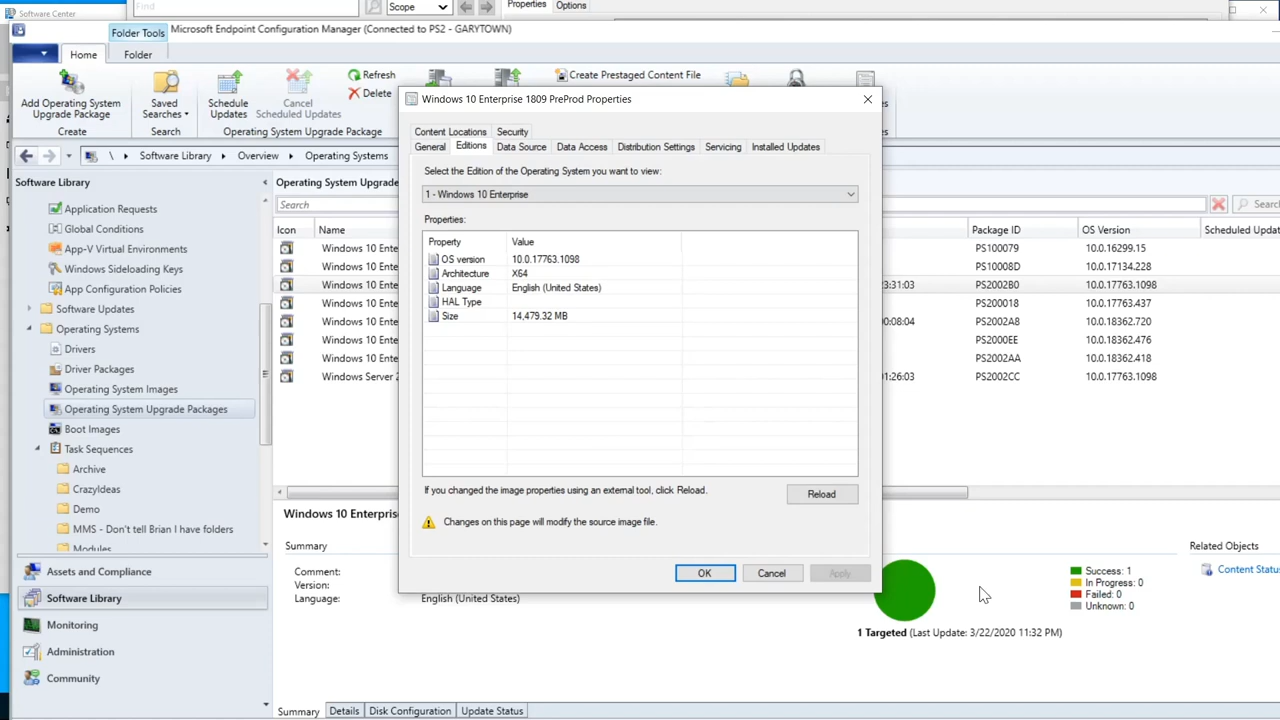 Software Center
Find
Scope
Properties
Options
Folder Tools
Microsoft Endpoint Configuration Manager (Connected to PS2 - GARYTOWN)
Home
Folder
Add Operating System
Upgrade Package
Create
Saved
Searches
Search
Schedule
Updates
Cancel
Scheduled Updates
Operating System Upgrade Package
Refresh
Delete
Create Prestaged Content File
\ Software Library Overview Operating Systems
Software Library
Application Requests
Global Conditions
App-V Virtual Environments
Windows Sideloading Keys
App Configuration Policies
Software Updates
Operating Systems
Drivers
Driver Packages
Operating System Images
Operating System Upgrade Packages
Boot Images
Task Sequences
Archive
CrazyIdeas
Demo
MMS - Don't tell Brian I have folders
Modules
Assets and Compliance
Software Library
Monitoring
Administration
Community
Operating System Upgrade
Search
Icon Name Package ID OS Version Scheduled Upda
Windows 10 Ente PS100079 10.0.16299.15
Windows 10 Ente PS10008D 10.0.17134.228
Windows 10 Ente 23:31:03 PS2002B0 10.0.17763.1098
Windows 10 Ente PS200018 10.0.17763.437
Windows 10 Ente 00:08:04 PS2002A8 10.0.18362.720
Windows 10 Ente PS2000EE 10.0.18362.476
Windows 10 Ente PS2002AA 10.0.18362.418
Windows Server 2 01:26:03 PS2002CC 10.0.17763.1098
Windows 10 Enterprise 1809 PreProd Properties
Content Locations Security
General Editions Data Source Data Access Distribution Settings Servicing Installed Updates
Select the Edition of the Operating System you want to view:
1 - Windows 10 Enterprise
Properties:
Property Value
OS version 10.0.17763.1098
Architecture X64
Language English (United States)
HAL Type
Size 14,479.32 MB
If you changed the image properties using an external tool, click Reload.
Reload
Changes on this page will modify the source image file.
OK Cancel Apply
Windows 10 Enterpris
Summary
Comment:
Version:
Language: English (United States)
Success: 1
In Progress: 0
Failed: 0
Unknown: 0
1 Targeted (Last Update: 3/22/2020 11:32 PM)
Related Objects
Content Statu
Summary Details Disk Configuration Update Status